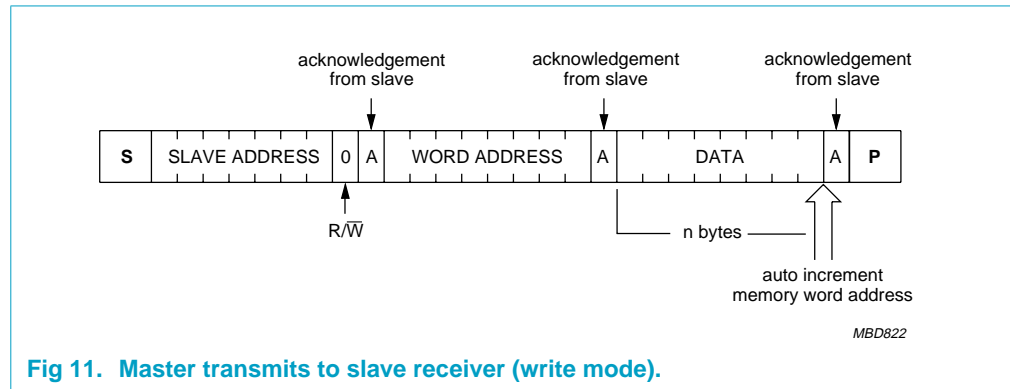 acknowledgement from slave
acknowledgement from slave
acknowledgement from slave
S SLAVE ADDRESS 0 A WORD ADDRESS A DATA A P
R/W̅
n bytes
auto increment
memory word address
MBD822
Fig 11. Master transmits to slave receiver (write mode).